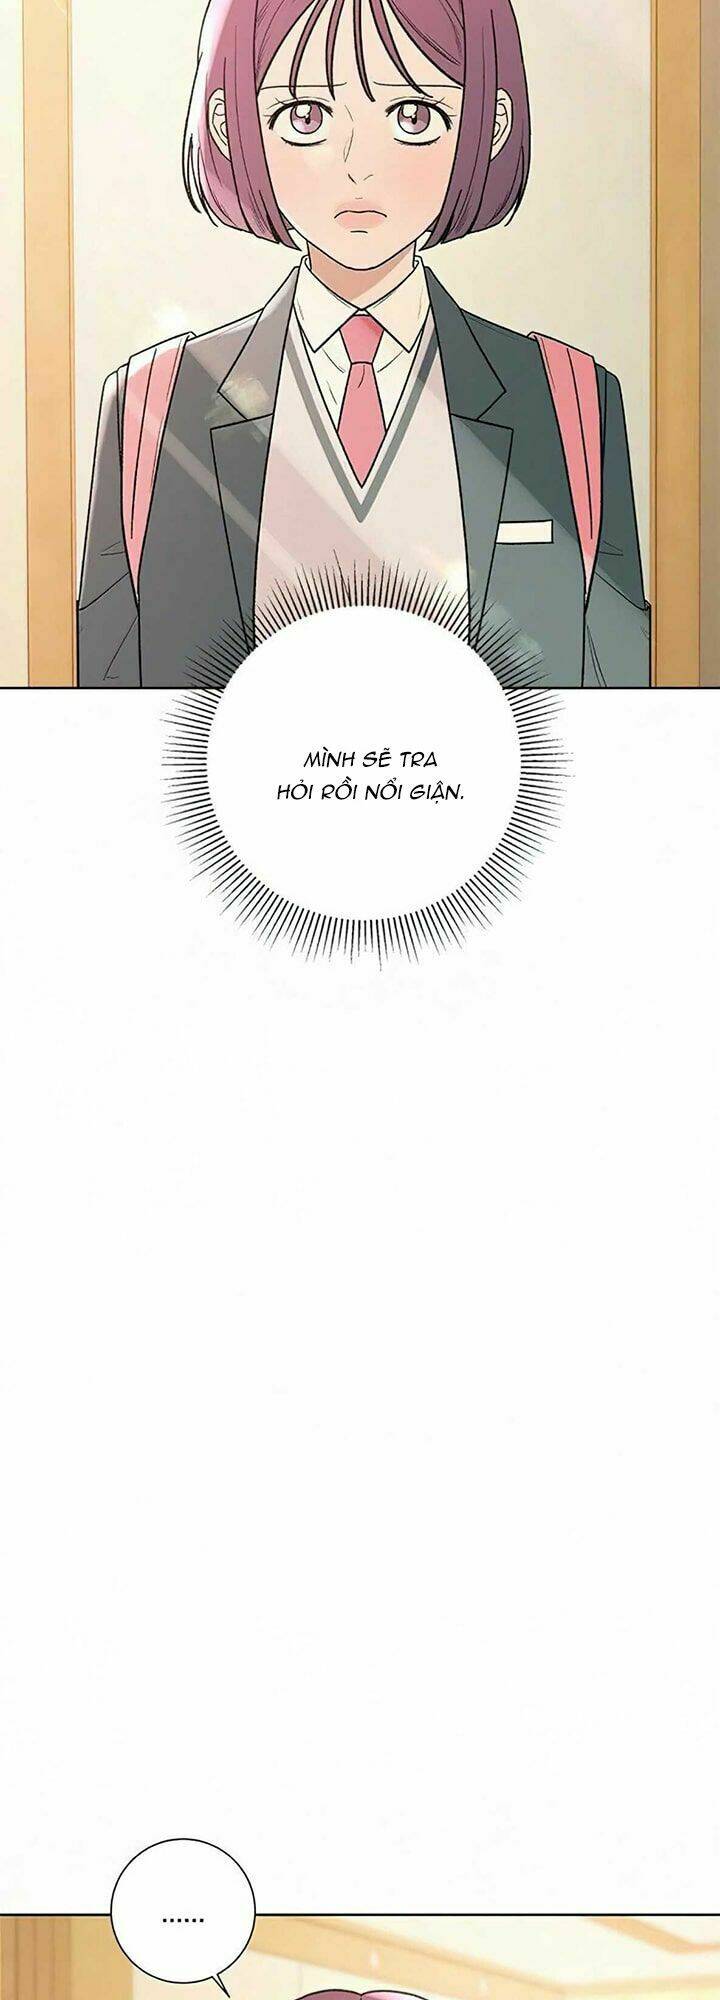 MÌNH SẼ TRA
HỎI RỒI NỔI GIẬN.
......